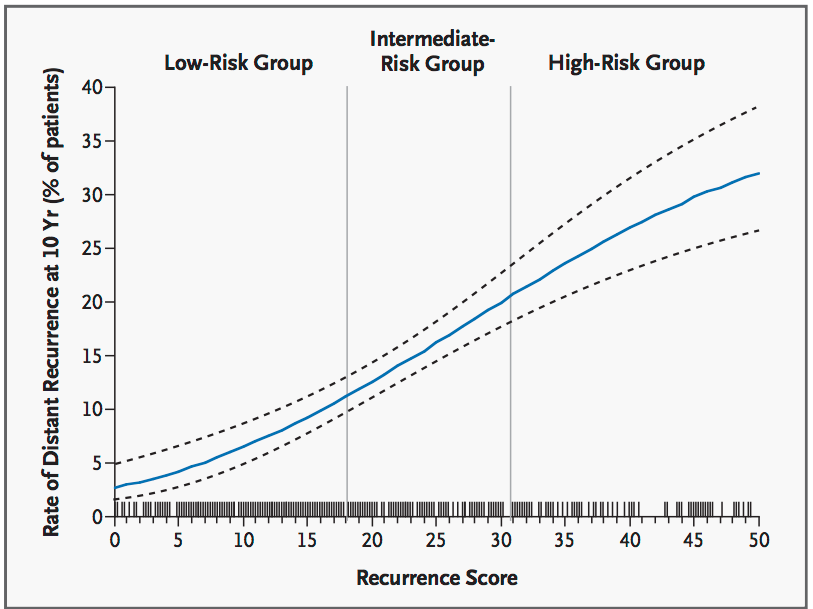 Low-Risk Group
Intermediate-
Risk Group
High-Risk Group
Rate of Distant Recurrence at 10 Yr (% of patients)
40
35
30
25
20
15
10
5
0
0 5 10 15 20 25 30 35 40 45 50
Recurrence Score